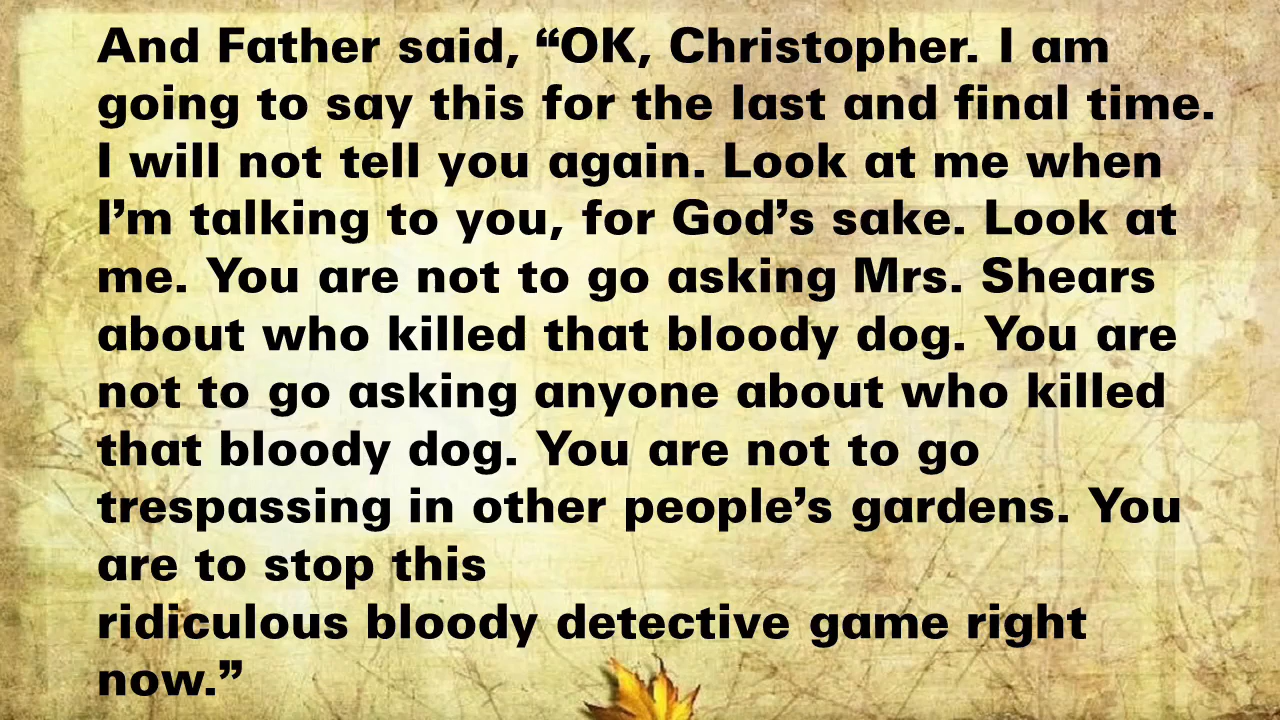 And Father said, “OK, Christopher. I am
going to say this for the last and final time.
I will not tell you again. Look at me when
I’m talking to you, for God’s sake. Look at
me. You are not to go asking Mrs. Shears
about who killed that bloody dog. You are
not to go asking anyone about who killed
that bloody dog. You are not to go
trespassing in other people’s gardens. You
are to stop this
ridiculous bloody detective game right
now.”